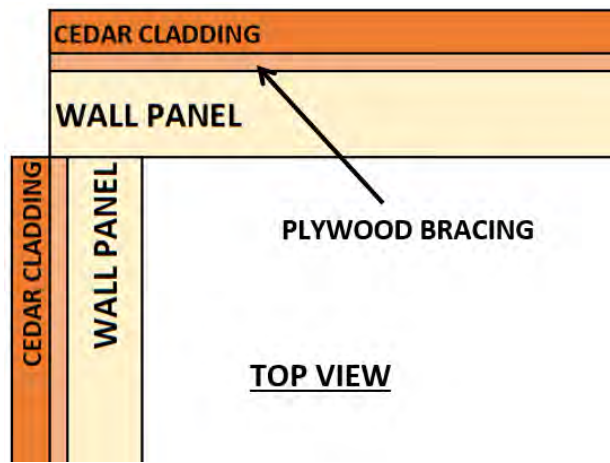 CEDAR CLADDING
WALL PANEL
CEDAR CLADDING
WALL PANEL
PLYWOOD BRACING
TOP VIEW